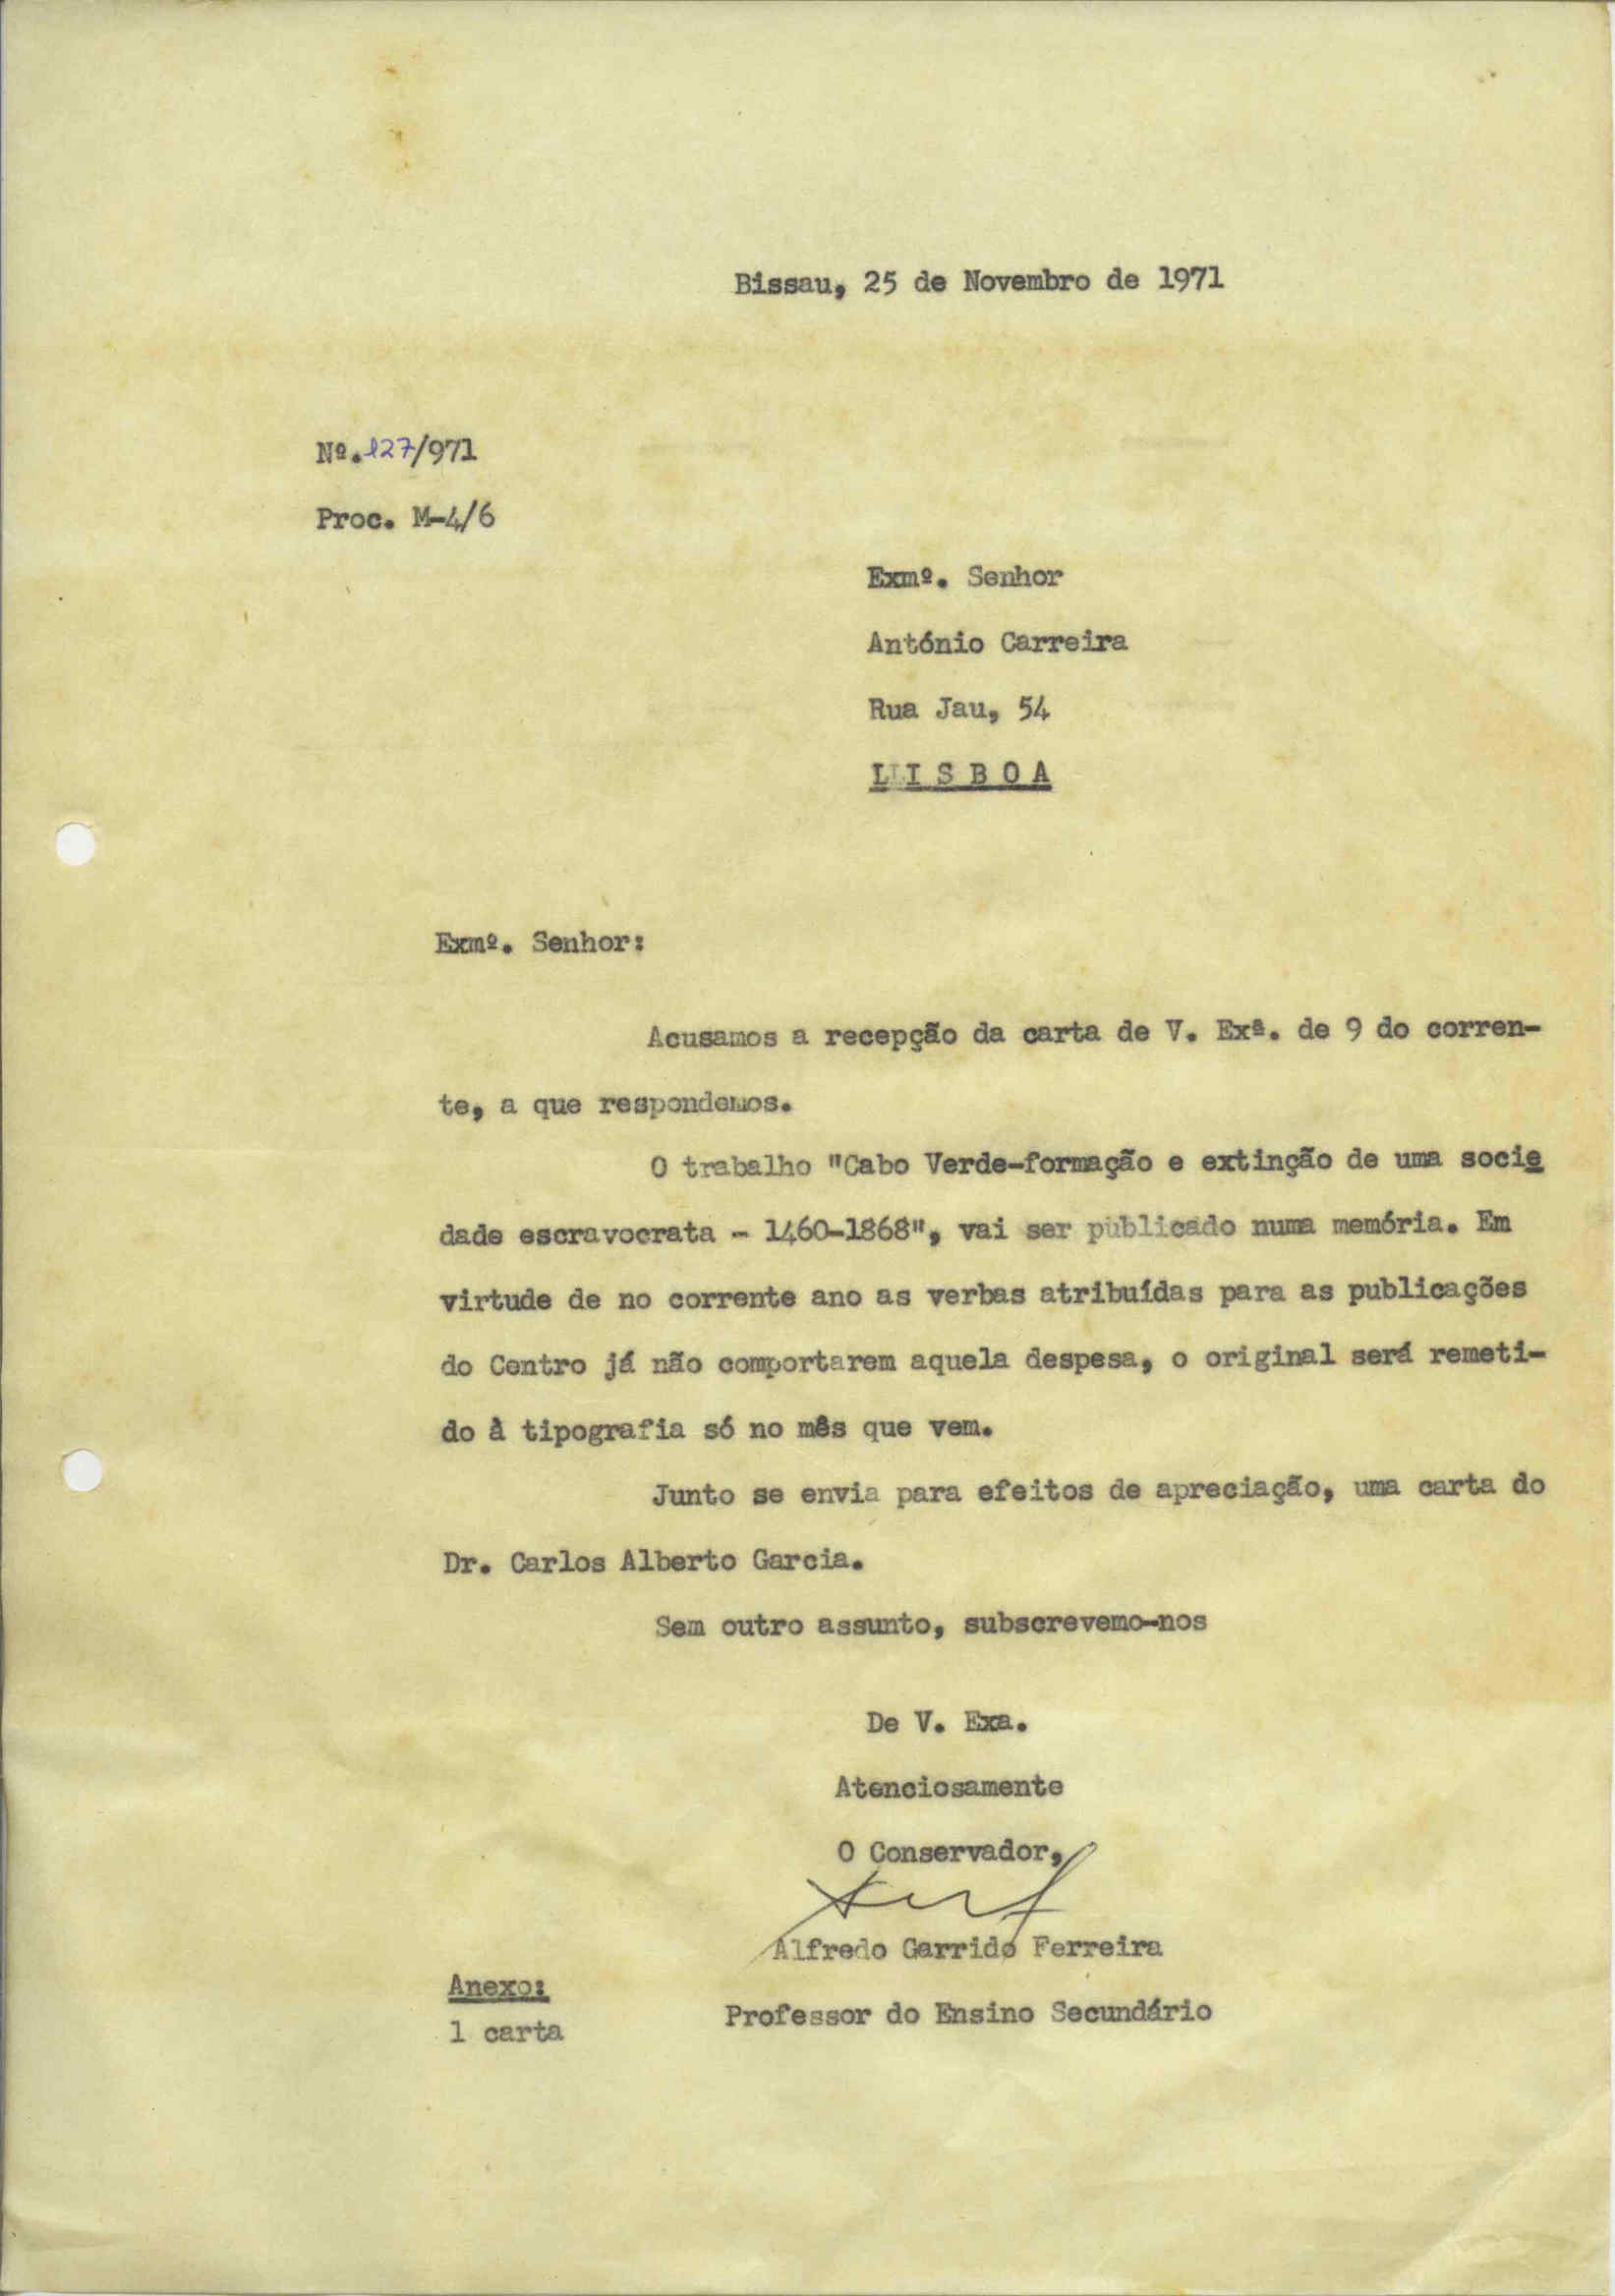 Bissau, 25 de Novembro de 1971
Nº.127/971
Proc. M-4/6
Exmº. Senhor
António Carreira
Rua Jau, 54
L I S B O A
Exmº. Senhor:
Acusamos a recepção da carta de V. Exª. de 9 do corren-
te, a que respondemos.
O trabalho "Cabo Verde-formação e extinção de uma socie
dade escravocrata - 1460-1868", vai ser publicado numa memória. Em
virtude de no corrente ano as verbas atribuídas para as publicações
do Centro já não comportarem aquela despesa, o original será remeti-
do à tipografia só no mês que vem.
Junto se envia para efeitos de apreciação, uma carta do
Dr. Carlos Alberto Garcia.
Sem outro assunto, subscrevemo-nos
De V. Exa.
Atenciosamente
O Conservador,
Alfredo Garrido Ferreira
Professor do Ensino Secundário
Anexo:
1 carta